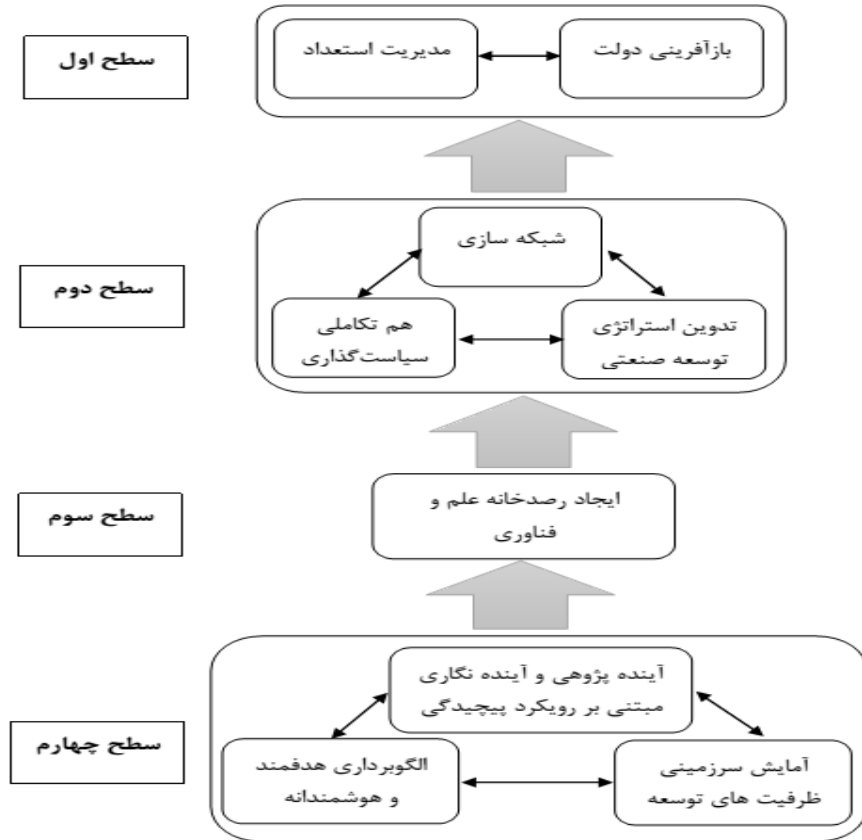 سطح اول
بازآفرینی دولت
مدیریت استعداد
سطح دوم
شبکه سازی
تدوین استراتژی
توسعه صنعتی
هم تکاملی
سیاست‌گذاری
سطح سوم
ایجاد رصدخانه علم و
فناوری
سطح چهارم
آینده پژوهی و آینده نگاری
مبتنی بر رویکرد پیچیدگی
آمایش سرزمینی
ظرفیت های توسعه
الگوبرداری هدفمند
و هوشمندانه